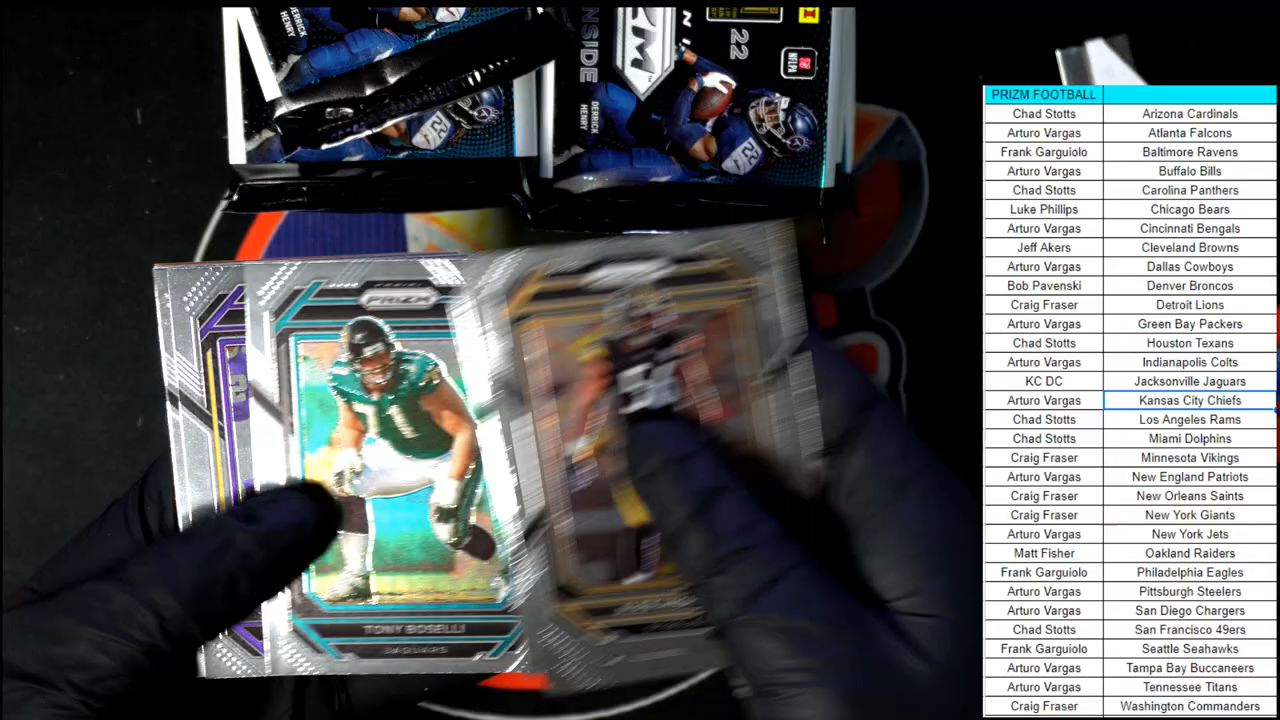 DERRICK
HENRY
INSIDE
22
NFLPA
DERRICK
HENRY
22
PANINI
PRIZM
71
TONY BOSELLI
JAGUARS
PRIZM FOOTBALL
Chad Stotts Arizona Cardinals
Arturo Vargas Atlanta Falcons
Frank Garguiolo Baltimore Ravens
Arturo Vargas Buffalo Bills
Chad Stotts Carolina Panthers
Luke Phillips Chicago Bears
Arturo Vargas Cincinnati Bengals
Jeff Akers Cleveland Browns
Arturo Vargas Dallas Cowboys
Bob Pavenski Denver Broncos
Craig Fraser Detroit Lions
Arturo Vargas Green Bay Packers
Chad Stotts Houston Texans
Arturo Vargas Indianapolis Colts
KC DC Jacksonville Jaguars
Arturo Vargas Kansas City Chiefs
Chad Stotts Los Angeles Rams
Chad Stotts Miami Dolphins
Craig Fraser Minnesota Vikings
Arturo Vargas New England Patriots
Craig Fraser New Orleans Saints
Craig Fraser New York Giants
Arturo Vargas New York Jets
Matt Fisher Oakland Raiders
Frank Garguiolo Philadelphia Eagles
Arturo Vargas Pittsburgh Steelers
Arturo Vargas San Diego Chargers
Chad Stotts San Francisco 49ers
Frank Garguiolo Seattle Seahawks
Arturo Vargas Tampa Bay Buccaneers
Arturo Vargas Tennessee Titans
Craig Fraser Washington Commanders